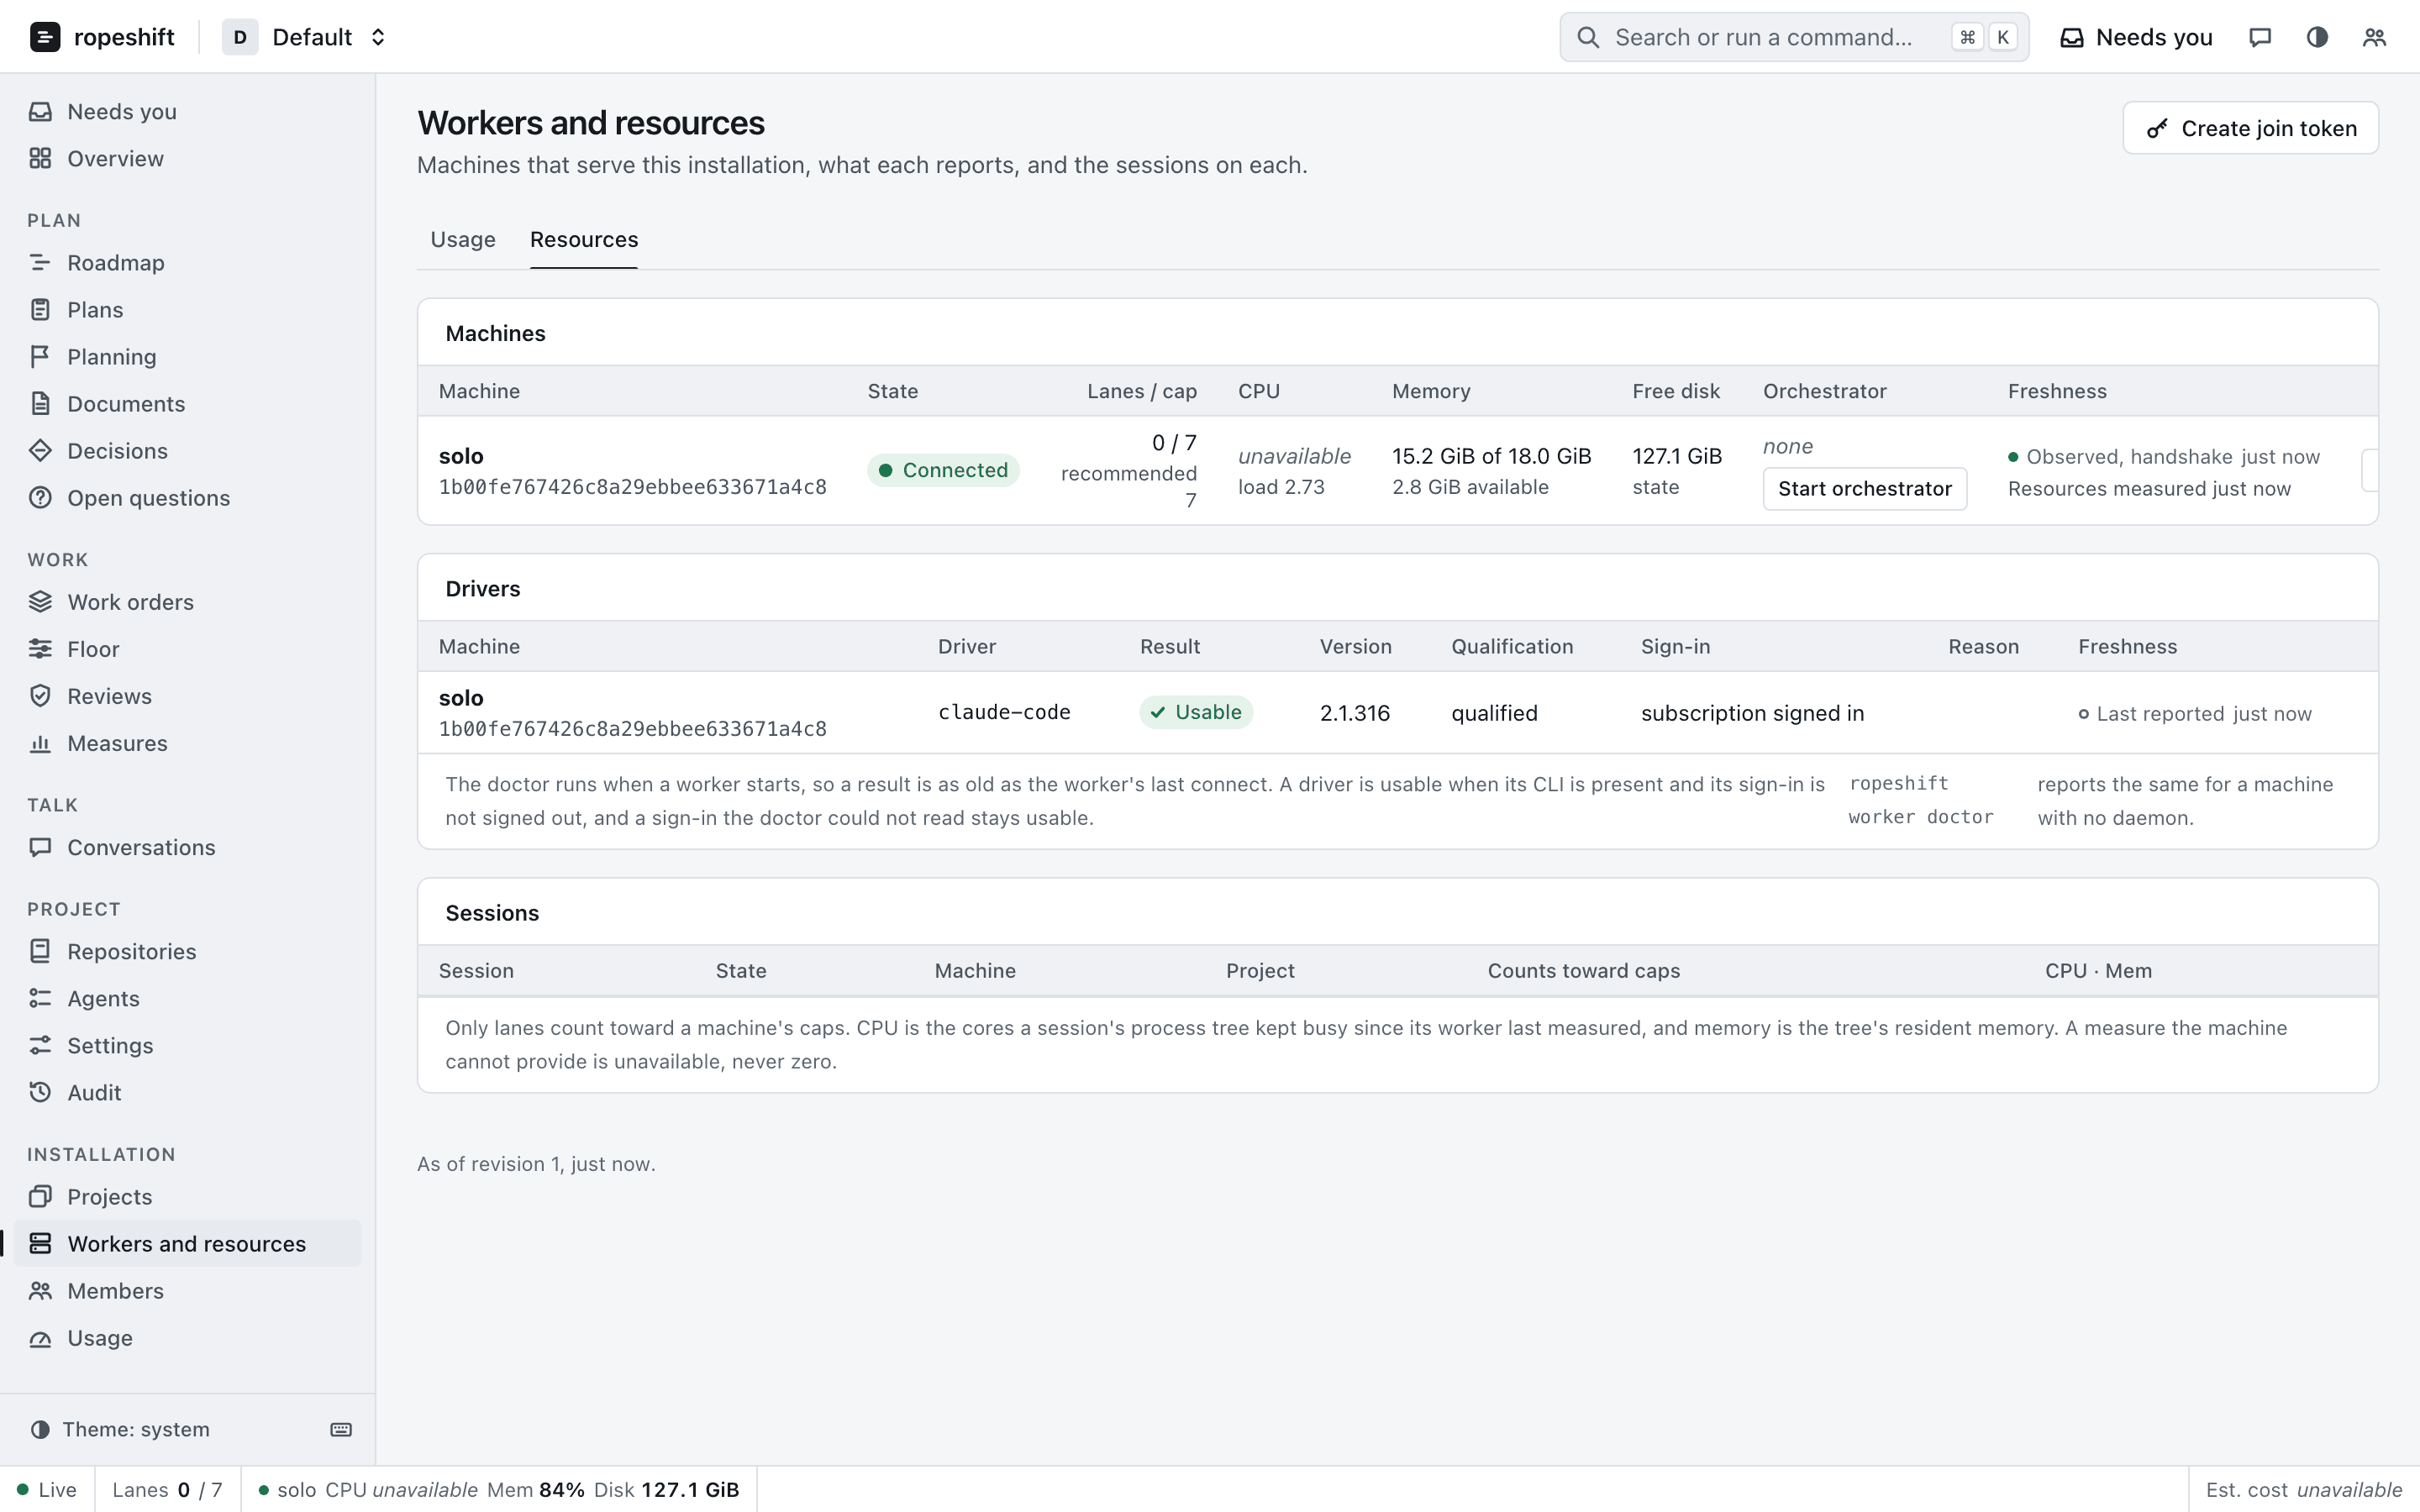 ropeshift
D Default
Search or run a command... ⌘ K
Needs you
Needs you
Overview
PLAN
Roadmap
Plans
Planning
Documents
Decisions
Open questions
WORK
Work orders
Floor
Reviews
Measures
TALK
Conversations
PROJECT
Repositories
Agents
Settings
Audit
INSTALLATION
Projects
Workers and resources
Members
Usage
Theme: system
Workers and resources
Machines that serve this installation, what each reports, and the sessions on each.
Create join token
Usage Resources
Machines
Machine State Lanes / cap CPU Memory Free disk Orchestrator Freshness
solo
1b00fe767426c8a29ebbee633671a4c8
Connected
0 / 7
recommended
7
unavailable
load 2.73
15.2 GiB of 18.0 GiB
2.8 GiB available
127.1 GiB
state
none
Start orchestrator
Observed, handshake just now
Resources measured just now
Drivers
Machine Driver Result Version Qualification Sign-in Reason Freshness
solo
1b00fe767426c8a29ebbee633671a4c8
claude-code
Usable
2.1.316
qualified
subscription signed in
Last reported just now
The doctor runs when a worker starts, so a result is as old as the worker's last connect. A driver is usable when its CLI is present and its sign-in is
not signed out, and a sign-in the doctor could not read stays usable.
ropeshift
worker doctor
reports the same for a machine
with no daemon.
Sessions
Session State Machine Project Counts toward caps CPU · Mem
Only lanes count toward a machine's caps. CPU is the cores a session's process tree kept busy since its worker last measured, and memory is the tree's resident memory. A measure the machine
cannot provide is unavailable, never zero.
As of revision 1, just now.
Live
Lanes 0 / 7
solo CPU unavailable Mem 84% Disk 127.1 GiB
Est. cost unavailable